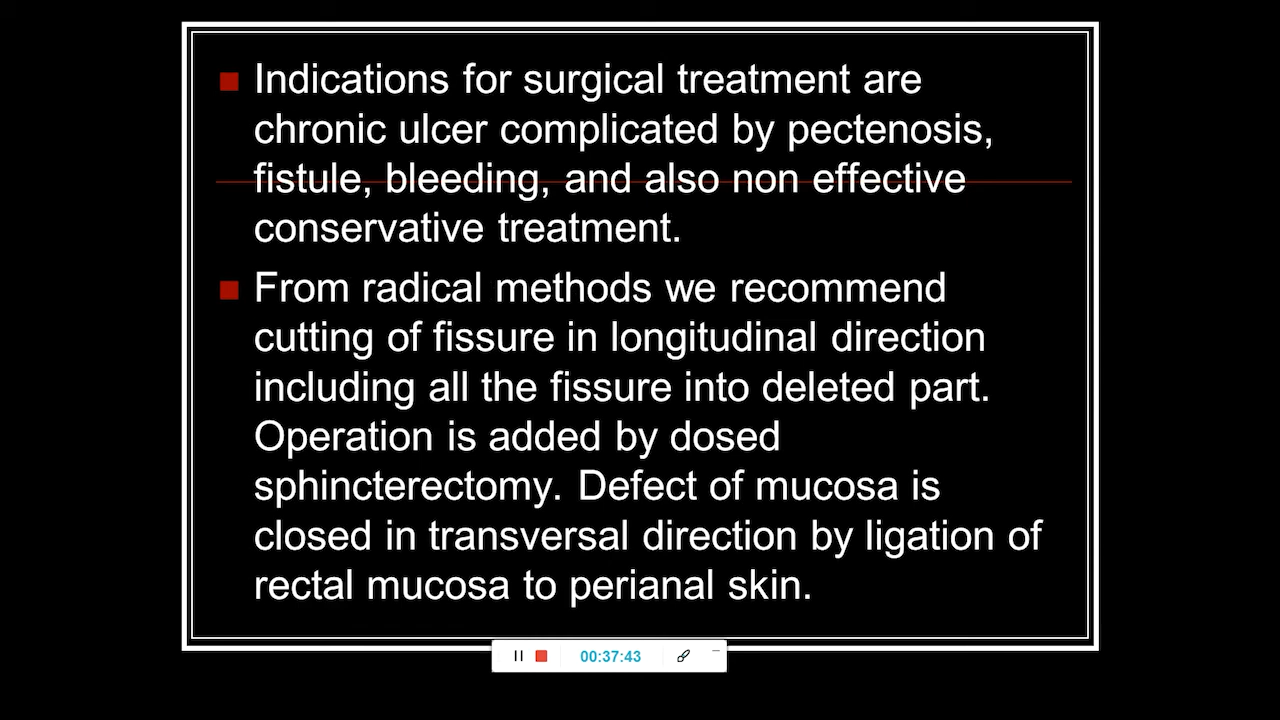 Indications for surgical treatment are
chronic ulcer complicated by pectenosis,
fistule, bleeding, and also non effective
conservative treatment.
From radical methods we recommend
cutting of fissure in longitudinal direction
including all the fissure into deleted part.
Operation is added by dosed
sphincterectomy. Defect of mucosa is
closed in transversal direction by ligation of
rectal mucosa to perianal skin.
00:37:43